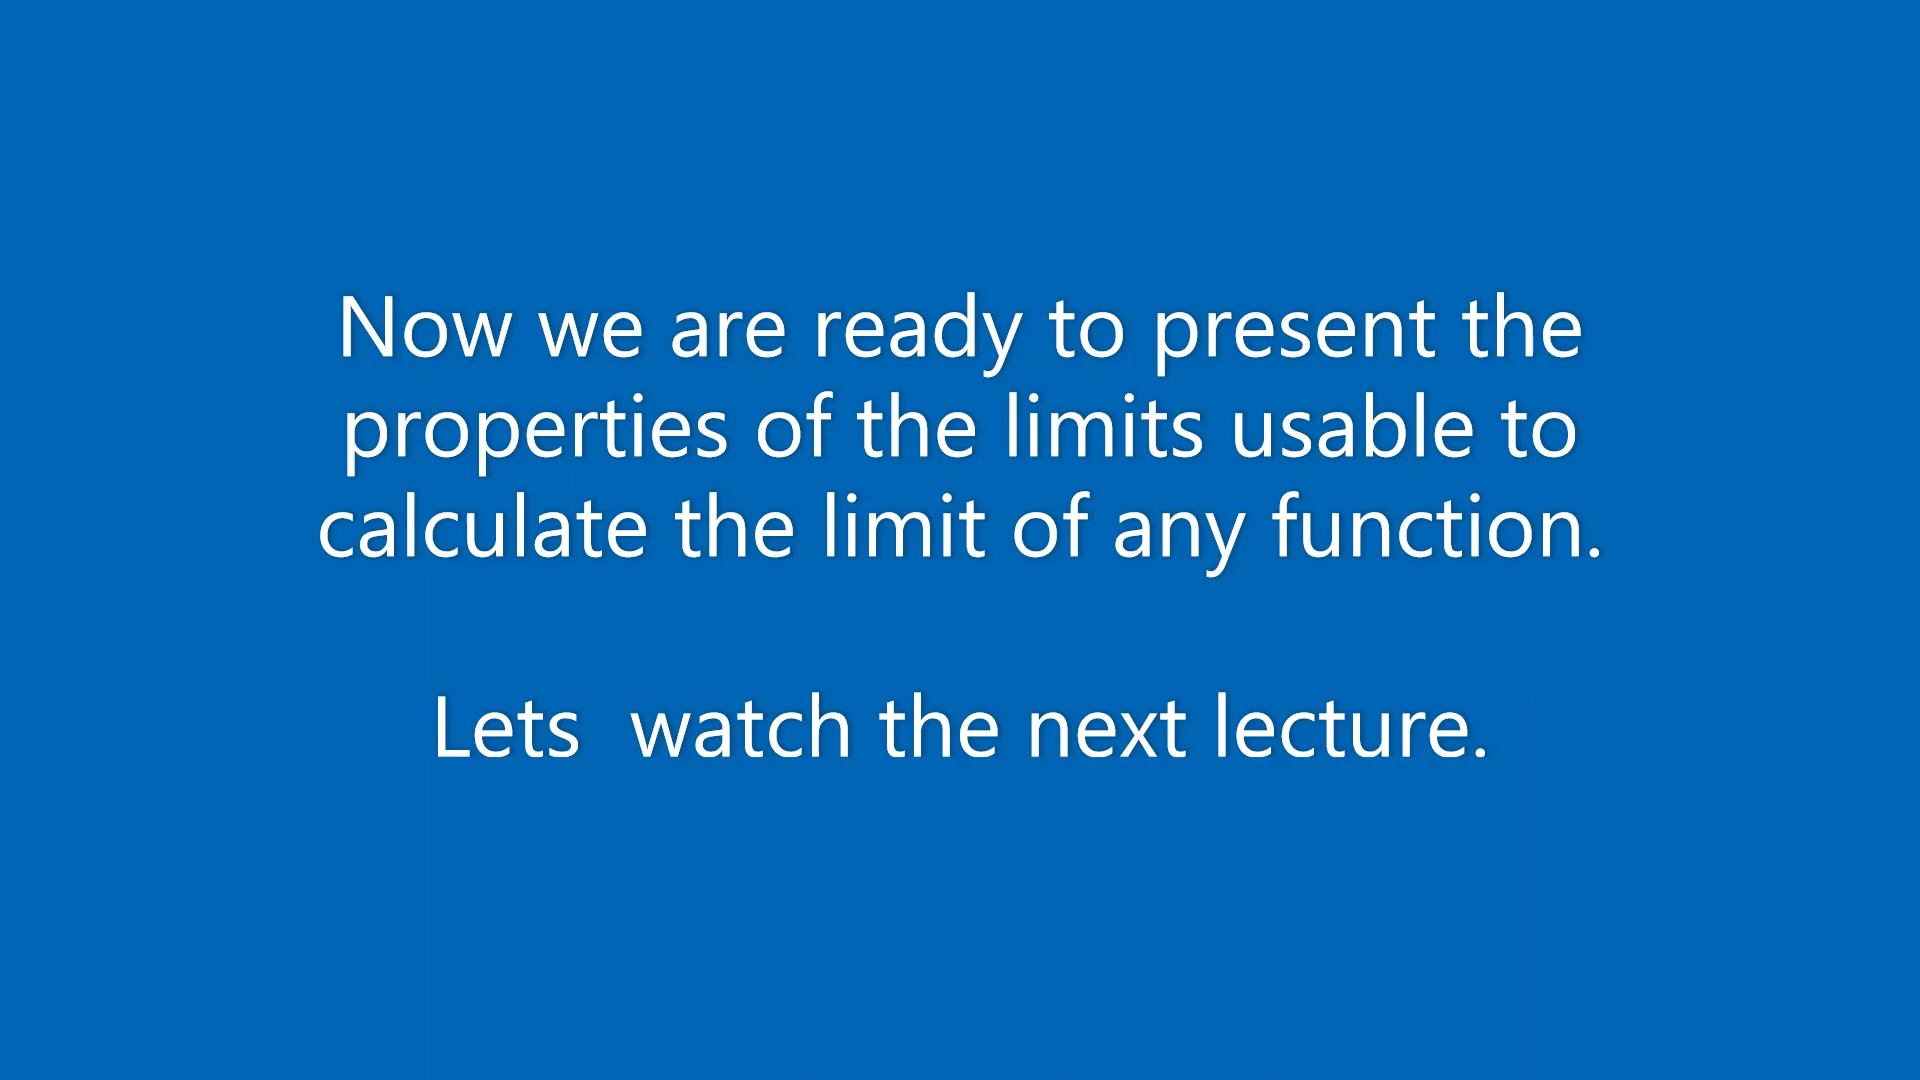 Now we are ready to present the
properties of the limits usable to
calculate the limit of any function.
Lets  watch the next lecture.